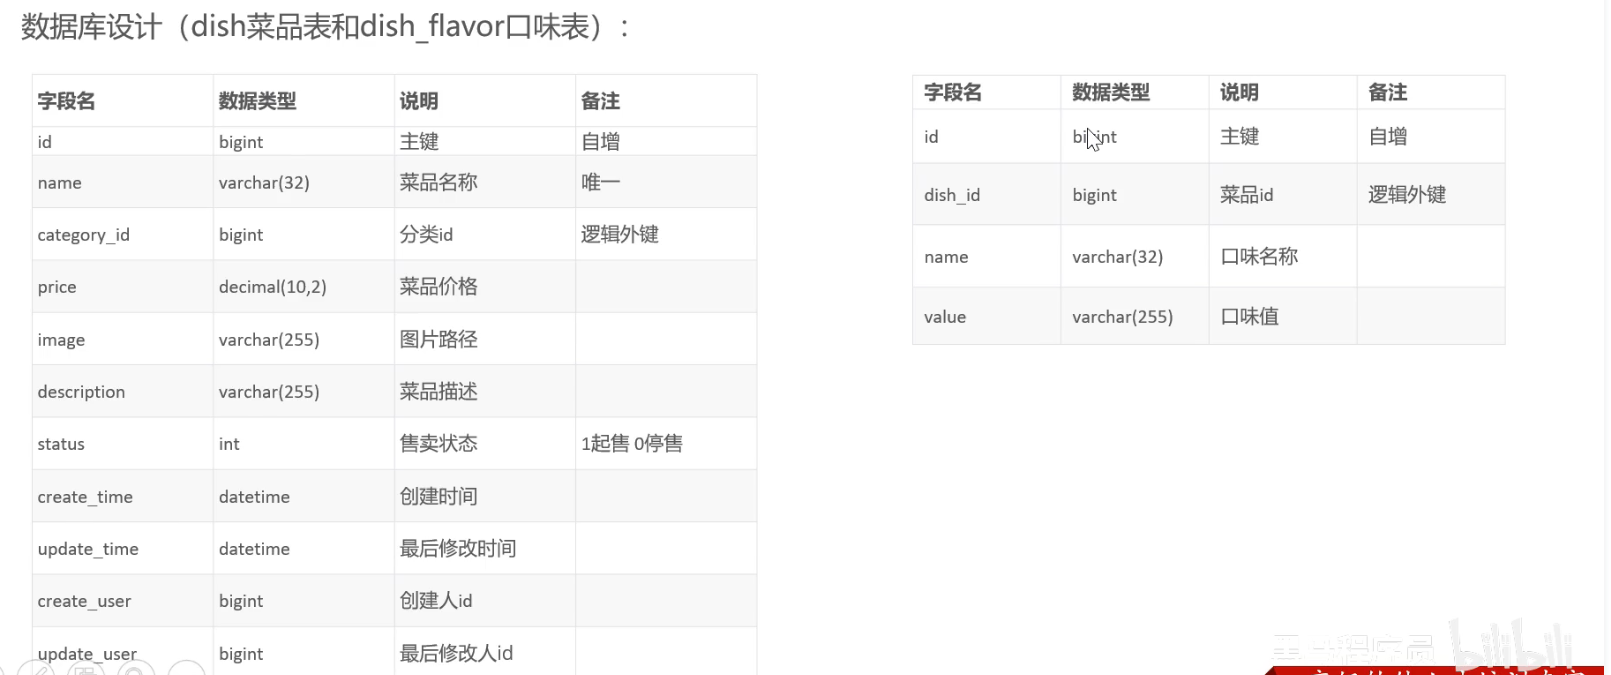 数据库设计（dish菜品表和dish_flavor口味表）：
字段名 数据类型 说明 备注
id bigint 主键 自增
name varchar(32) 菜品名称 唯一
category_id bigint 分类id 逻辑外键
price decimal(10,2) 菜品价格
image varchar(255) 图片路径
description varchar(255) 菜品描述
status int 售卖状态 1起售 0停售
create_time datetime 创建时间
update_time datetime 最后修改时间
create_user bigint 创建人id
update_user bigint 最后修改人id
字段名 数据类型 说明 备注
id bigint 主键 自增
dish_id bigint 菜品id 逻辑外键
name varchar(32) 口味名称
value varchar(255) 口味值
黑马程序员 bilibili